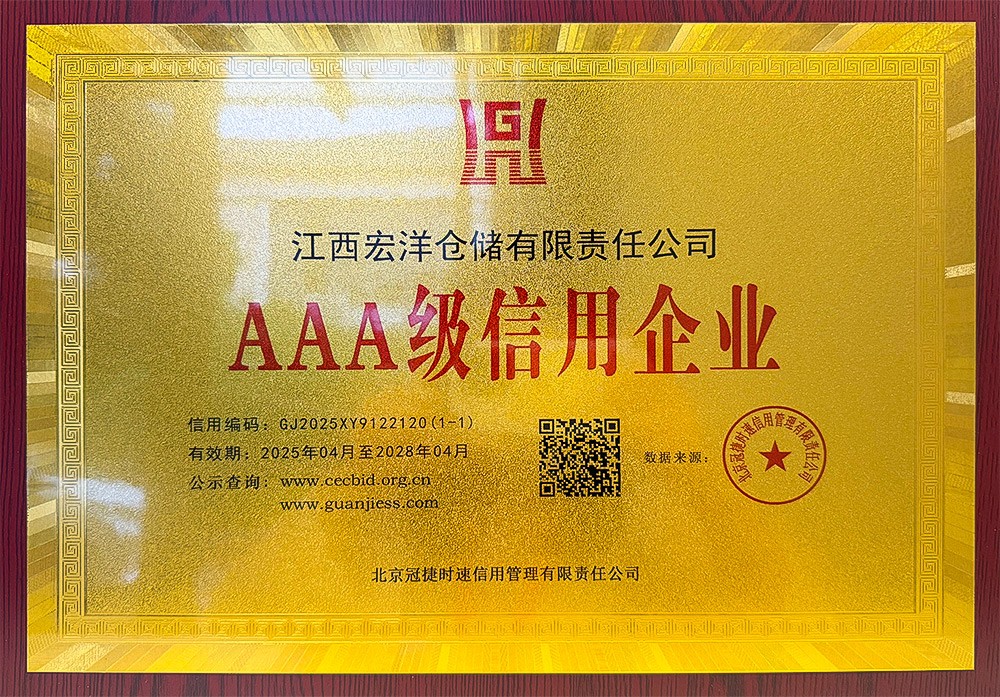 江西宏洋仓储有限责任公司
AAA级信用企业
信用编码：GJ2025XY9122120(1-1)
有效期：2025年04月至2028年04月
公示查询：www.cecbid.org.cn
www.guanjiess.com
数据来源：
北京冠捷时速信用管理有限责任公司
北京冠捷时速信用管理有限责任公司